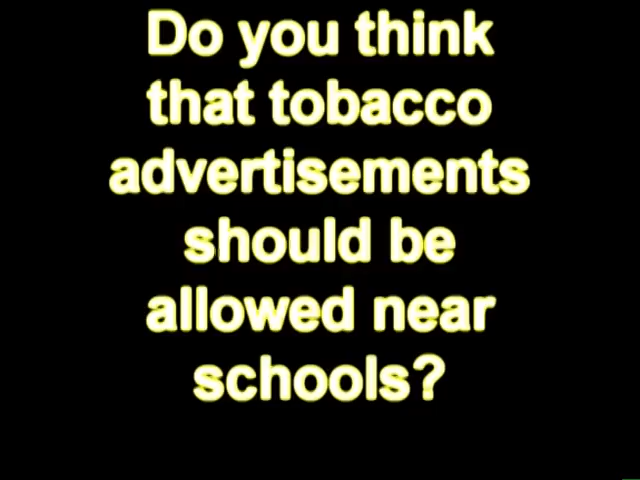 Do you think
that tobacco
advertisements
should be
allowed near
schools?